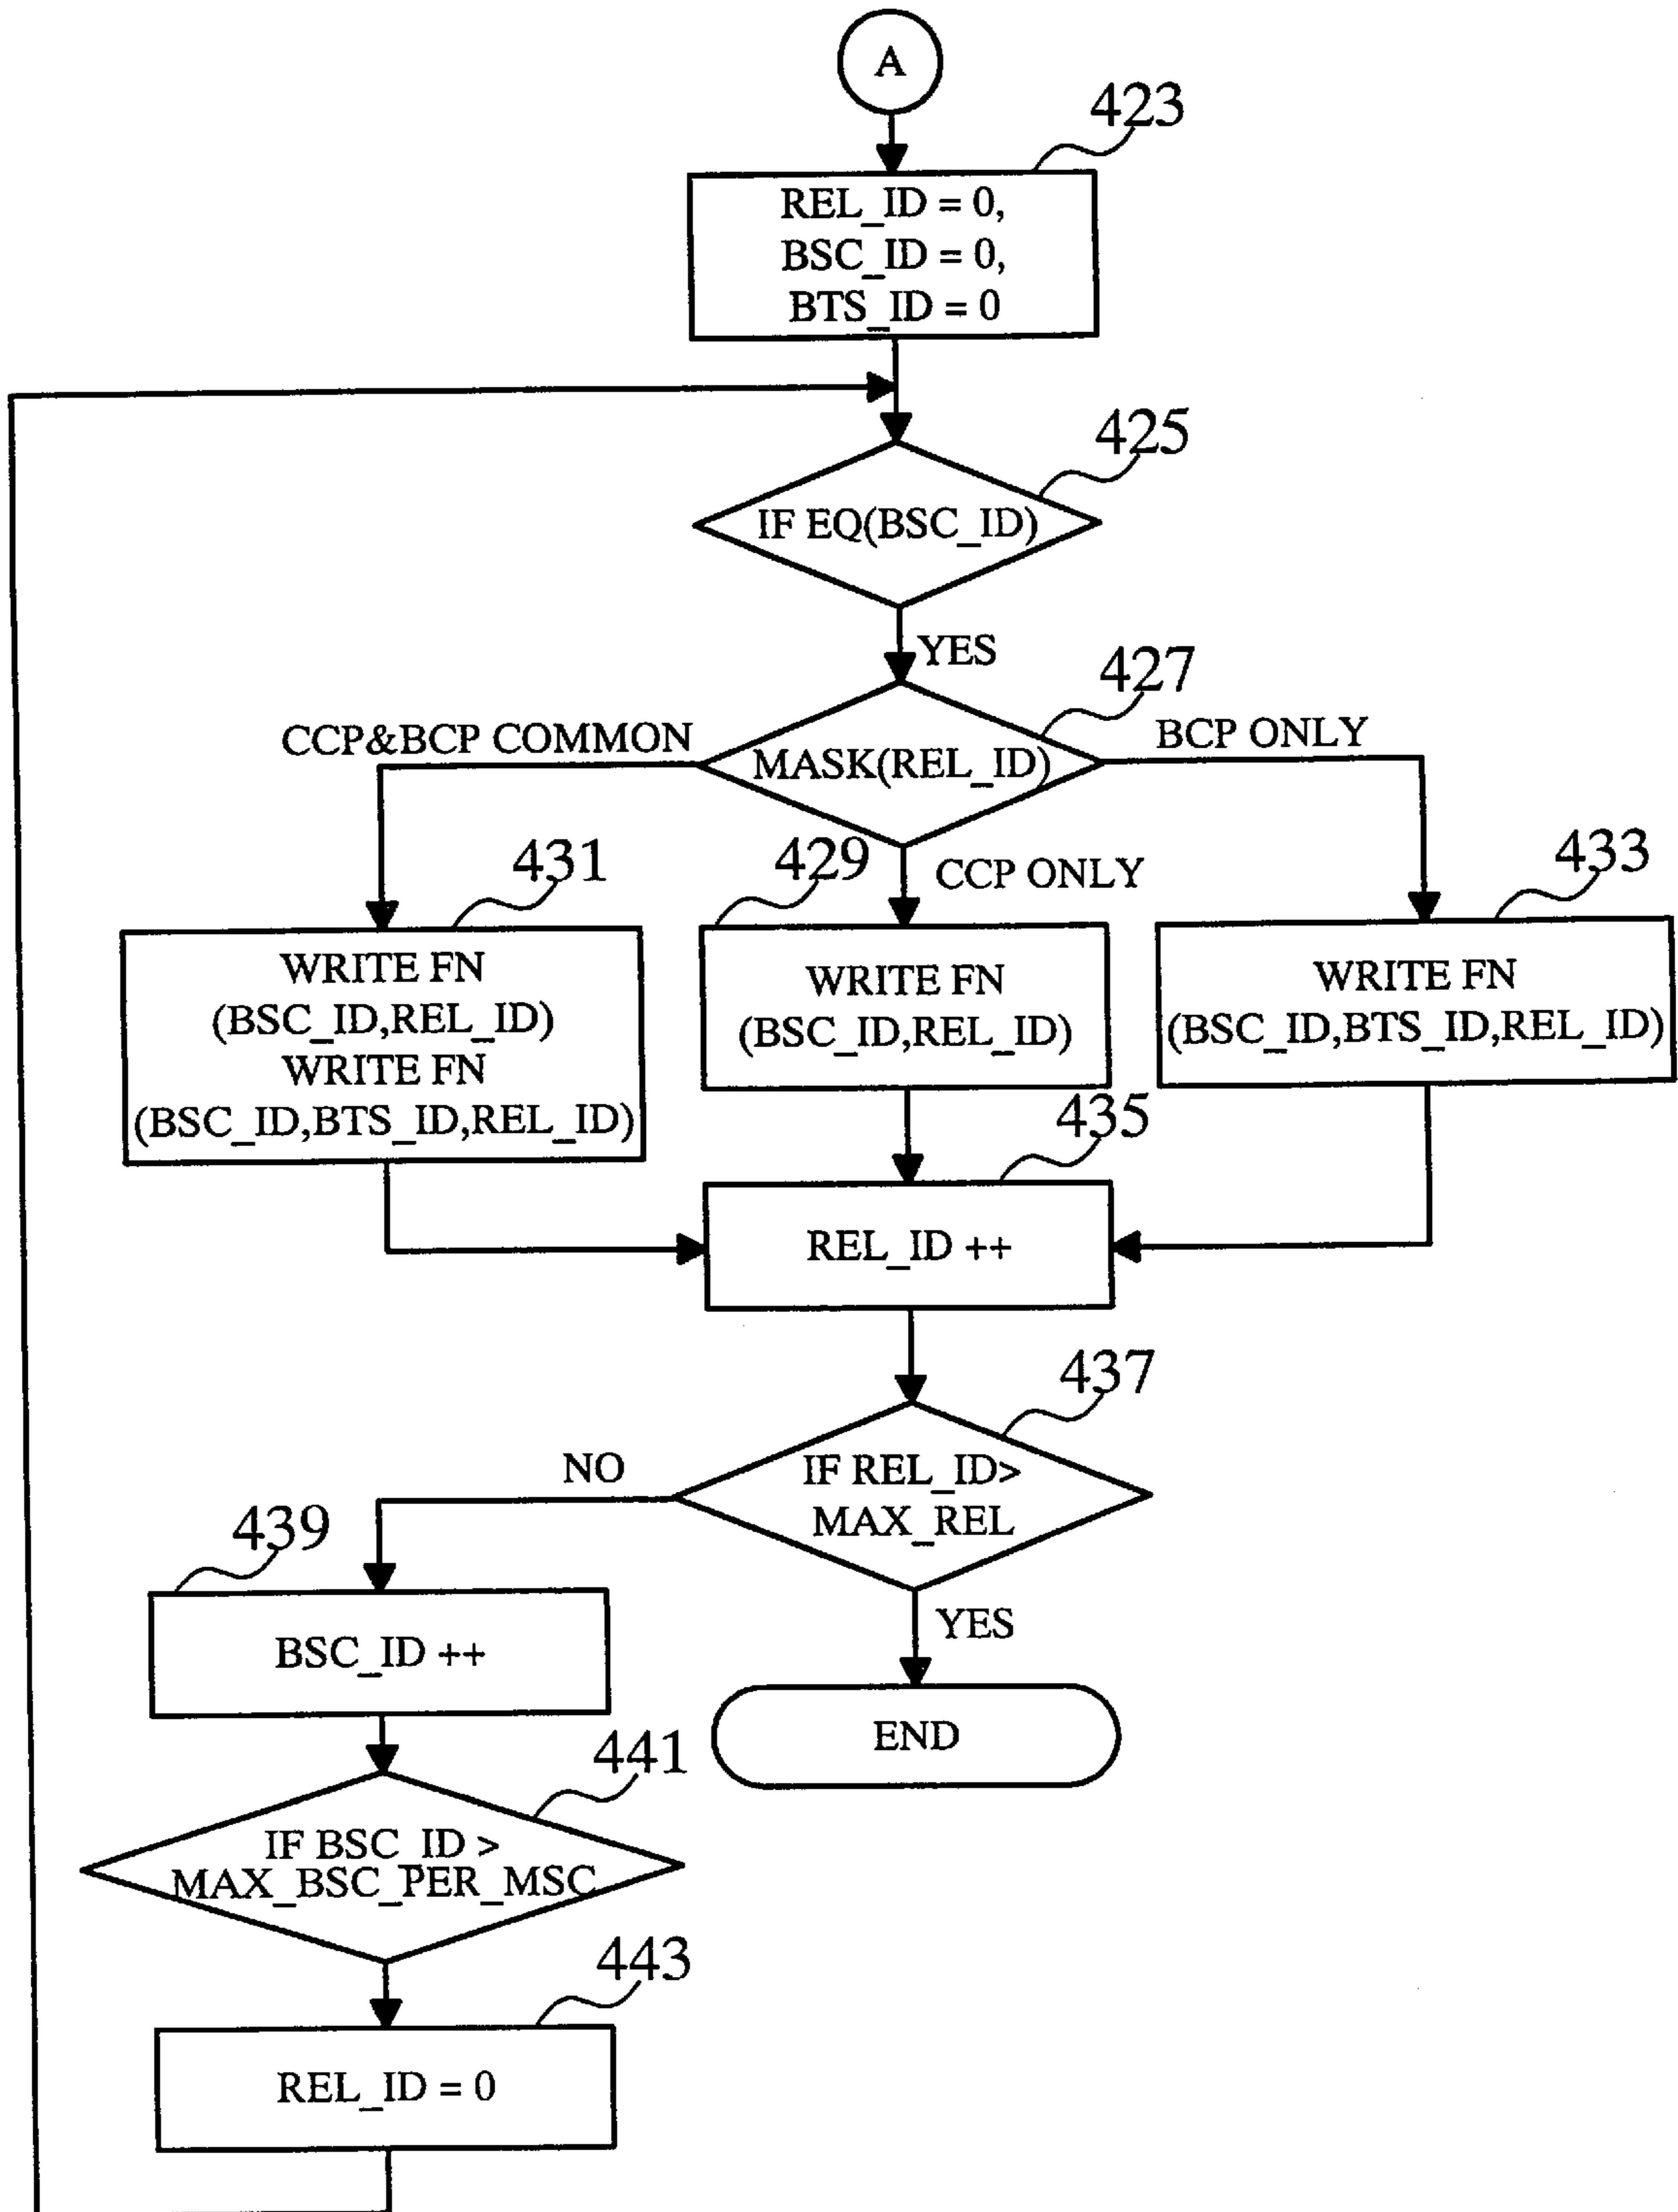 A
423
REL_ID = 0,
BSC_ID = 0,
BTS_ID = 0
425
IF EQ(BSC_ID)
YES
427
CCP&BCP COMMON
BCP ONLY
MASK(REL_ID)
431
429
CCP ONLY
433
WRITE FN
(BSC_ID,REL_ID)
WRITE FN
(BSC_ID,BTS_ID,REL_ID)
WRITE FN
(BSC_ID,REL_ID)
WRITE FN
(BSC_ID,BTS_ID,REL_ID)
435
REL_ID ++
437
NO
IF REL_ID>
MAX_REL
439
YES
BSC_ID ++
END
441
IF BSC_ID >
MAX_BSC_PER_MSC
443
REL_ID = 0